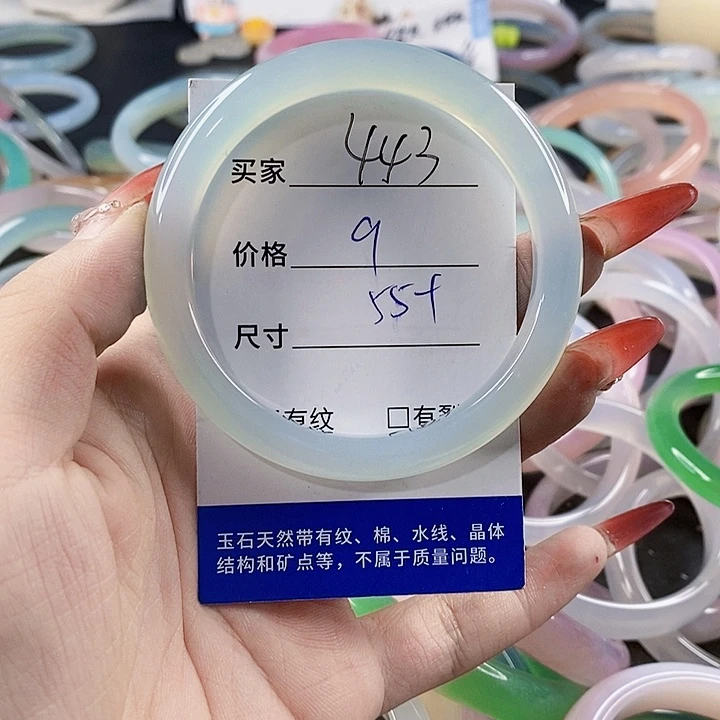 买家 443
价格 9
尺寸 55+
有纹 □有裂
玉石天然带有纹、棉、水线、晶体
结构和矿点等，不属于质量问题。